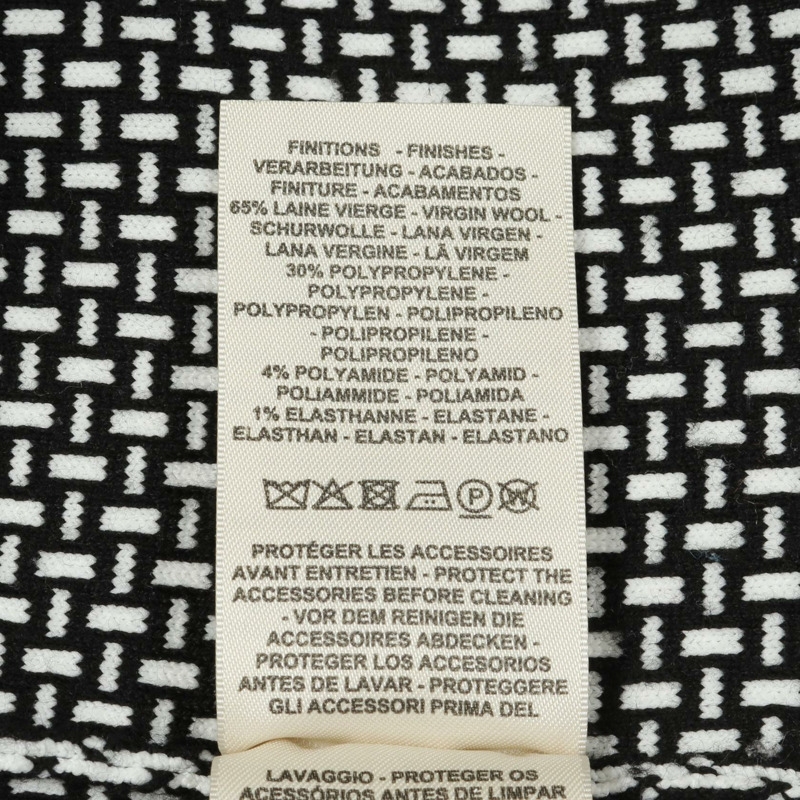 FINITIONS - FINISHES -
VERARBEITUNG - ACABADOS -
FINITURE - ACABAMENTOS
65% LAINE VIERGE - VIRGIN WOOL -
SCHURWOLLE - LANA VIRGEN -
LANA VERGINE - LÃ VIRGEM
30% POLYPROPYLENE -
POLYPROPYLENE -
POLYPROPYLEN - POLIPROPILENO
- POLIPROPILENE -
POLIPROPILENO
4% POLYAMIDE - POLYAMID -
POLIAMMIDE - POLIAMIDA
1% ELASTHANNE - ELASTANE -
ELASTHAN - ELASTAN - ELASTANO
P W
PROTÉGER LES ACCESSOIRES
AVANT ENTRETIEN - PROTECT THE
ACCESSORIES BEFORE CLEANING
- VOR DEM REINIGEN DIE
ACCESSOIRES ABDECKEN -
PROTEGER LOS ACCESORIOS
ANTES DE LAVAR - PROTEGGERE
GLI ACCESSORI PRIMA DEL
LAVAGGIO - PROTEGER OS
ACESSÓRIOS ANTES DE LIMPAR